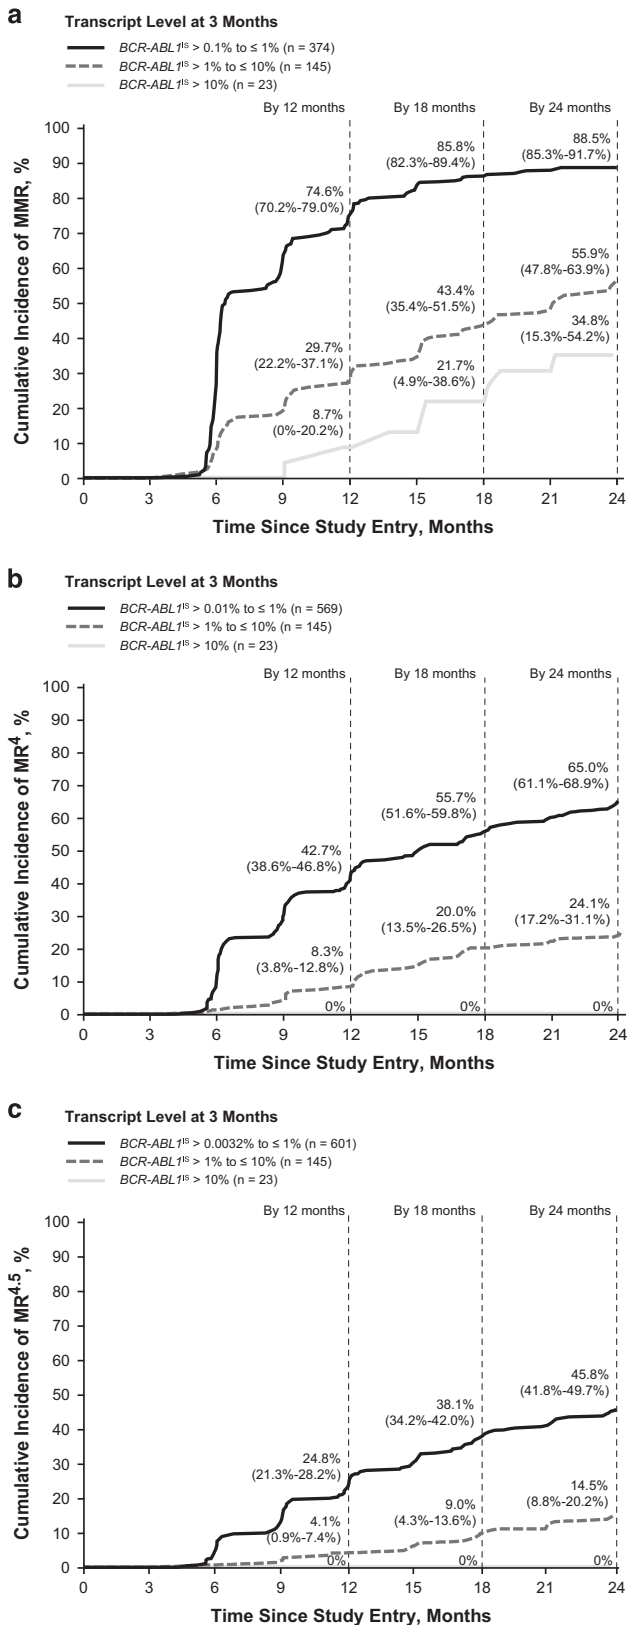 a
Transcript Level at 3 Months
BCR-ABL1IS > 0.1% to ≤ 1% (n = 374)
BCR-ABL1IS > 1% to ≤ 10% (n = 145)
BCR-ABL1IS > 10% (n = 23)
By 12 months By 18 months By 24 months
Cumulative Incidence of MMR, %
100
90
80
70
60
50
40
30
20
10
0
74.6%
(70.2%-79.0%)
85.8%
(82.3%-89.4%)
88.5%
(85.3%-91.7%)
29.7%
(22.2%-37.1%)
43.4%
(35.4%-51.5%)
55.9%
(47.8%-63.9%)
8.7%
(0%-20.2%)
21.7%
(4.9%-38.6%)
34.8%
(15.3%-54.2%)
0 3 6 9 12 15 18 21 24
Time Since Study Entry, Months
b
Transcript Level at 3 Months
BCR-ABL1IS > 0.01% to ≤ 1% (n = 569)
BCR-ABL1IS > 1% to ≤ 10% (n = 145)
BCR-ABL1IS > 10% (n = 23)
By 12 months By 18 months By 24 months
Cumulative Incidence of MR4, %
100
90
80
70
60
50
40
30
20
10
0
42.7%
(38.6%-46.8%)
55.7%
(51.6%-59.8%)
65.0%
(61.1%-68.9%)
8.3%
(3.8%-12.8%)
20.0%
(13.5%-26.5%)
24.1%
(17.2%-31.1%)
0% 0% 0%
0 3 6 9 12 15 18 21 24
Time Since Study Entry, Months
c
Transcript Level at 3 Months
BCR-ABL1IS > 0.0032% to ≤ 1% (n = 601)
BCR-ABL1IS > 1% to ≤ 10% (n = 145)
BCR-ABL1IS > 10% (n = 23)
By 12 months By 18 months By 24 months
Cumulative Incidence of MR4.5, %
100
90
80
70
60
50
40
30
20
10
0
24.8%
(21.3%-28.2%)
38.1%
(34.2%-42.0%)
45.8%
(41.8%-49.7%)
4.1%
(0.9%-7.4%)
9.0%
(4.3%-13.6%)
14.5%
(8.8%-20.2%)
0% 0% 0%
0 3 6 9 12 15 18 21 24
Time Since Study Entry, Months